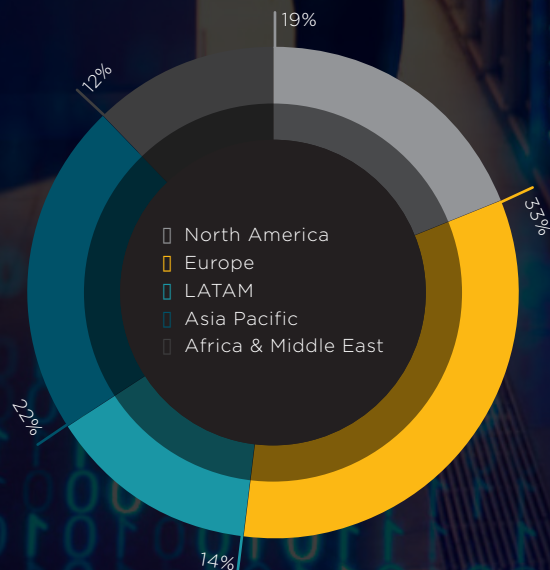 19%
33%
14%
22%
12%
North America
Europe
LATAM
Asia Pacific
Africa & Middle East